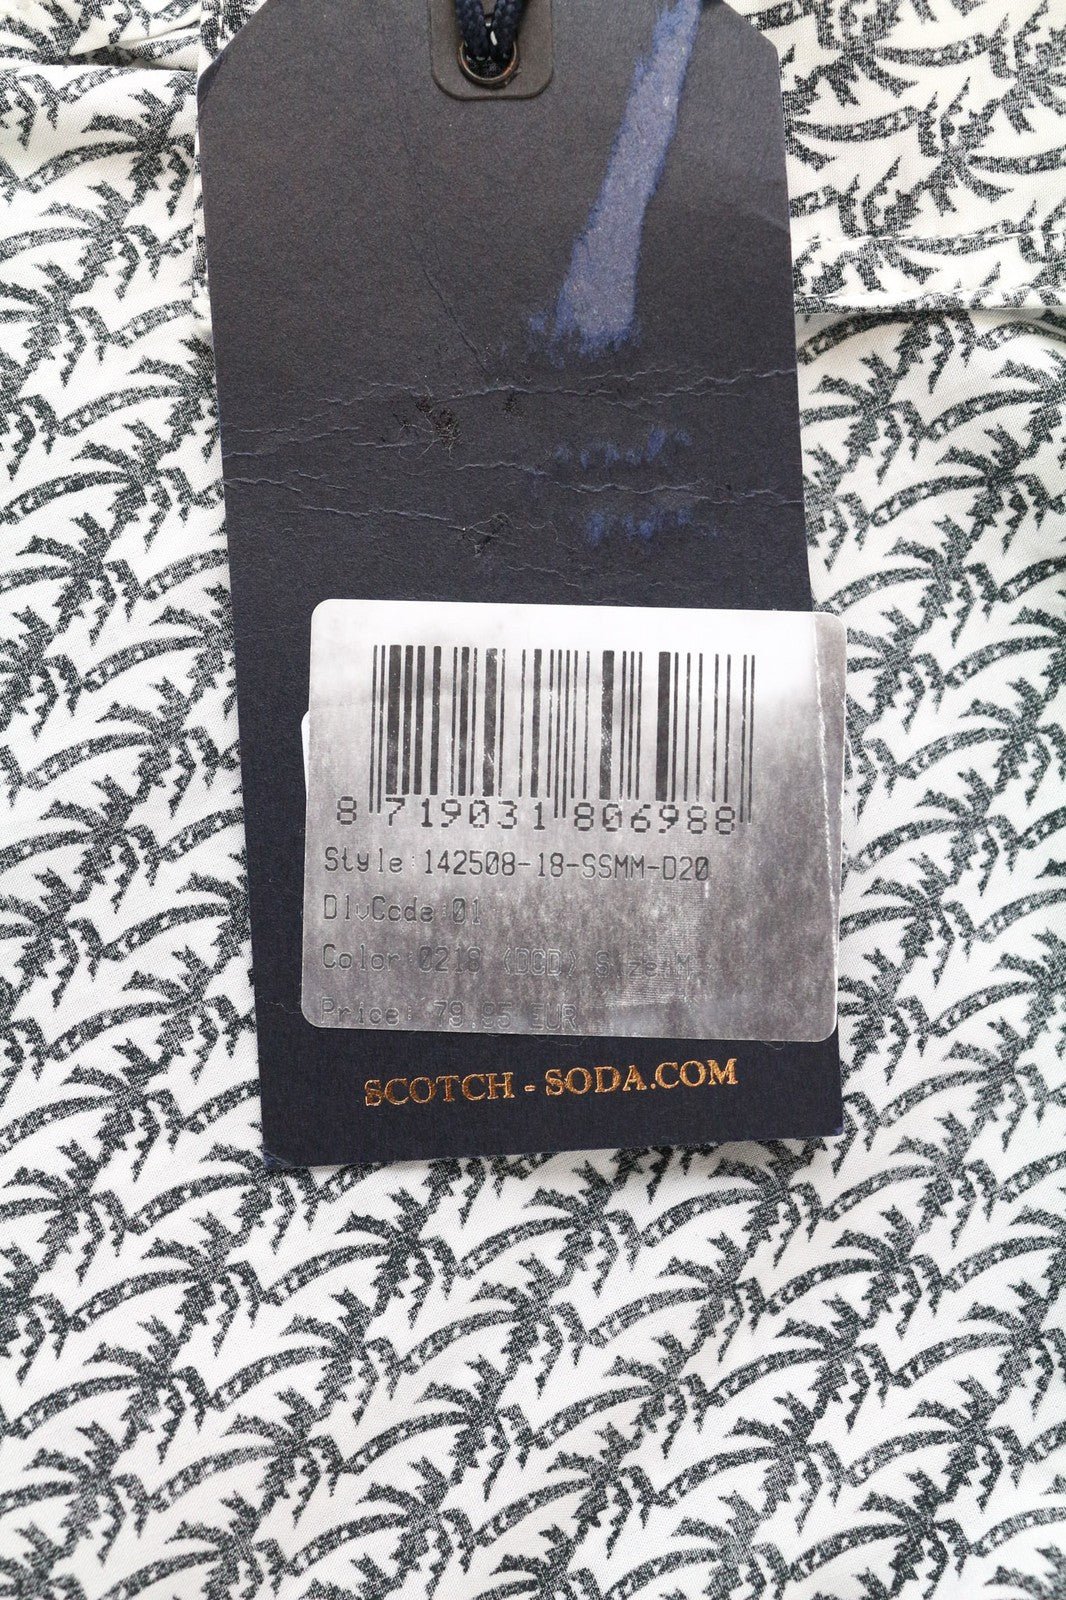 8 719031 806988
Style:142508-18-SSMM-D20
DlvCode:01
Color:0218 (DCD) Size:M
Price: 79.95 EUR
SCOTCH - SODA.COM